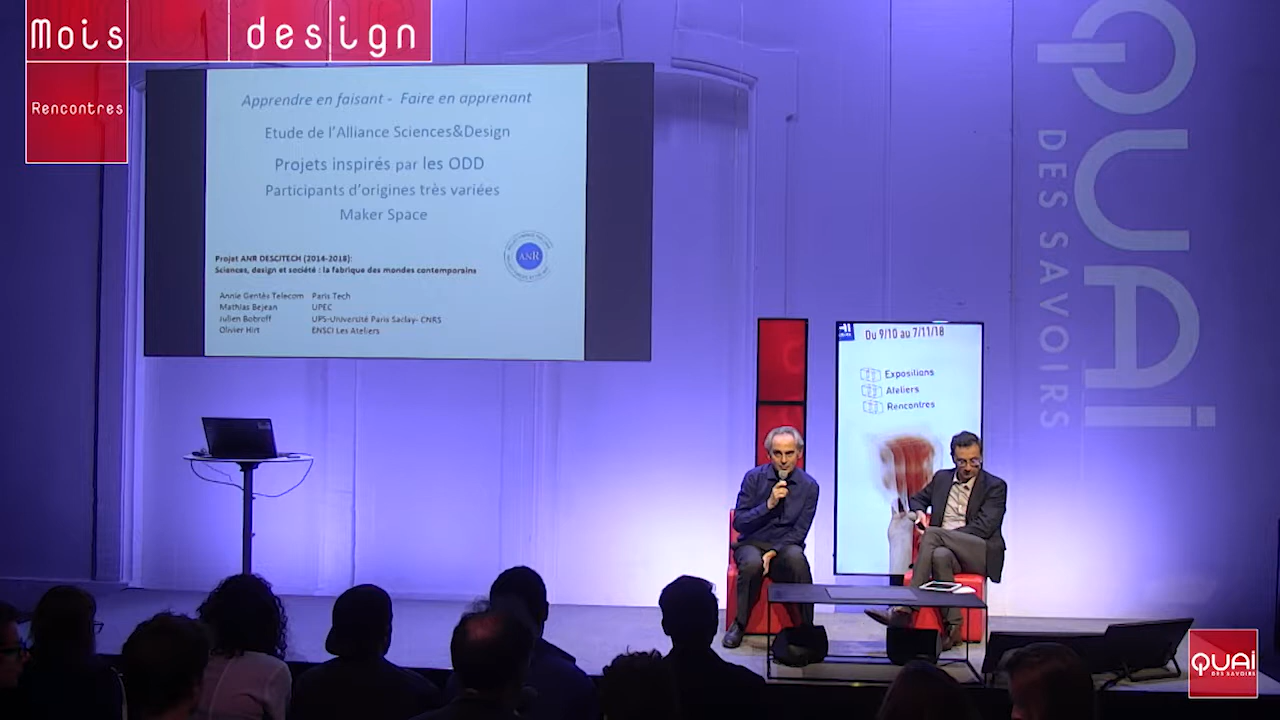 Mois design
Rencontres
Apprendre en faisant - Faire en apprenant
Etude de l'Alliance Sciences&Design
Projets inspirés par les ODD
Participants d'origines très variées
Maker Space
ANR
Projet ANR DESCITECH (2014-2018):
Sciences, design et société : la fabrique des mondes contemporains
Annie Gentès Telecom Paris Tech
Mathias Bejean UPEC
Julien Bobroff UPS-Université Paris Saclay- CNRS
Olivier Hirt ENSCI Les Ateliers
Du 9/10 au 7/11/18
Expositions
Ateliers
Rencontres
QUAI
DES SAVOIRS
QUAI
DES SAVOIRS